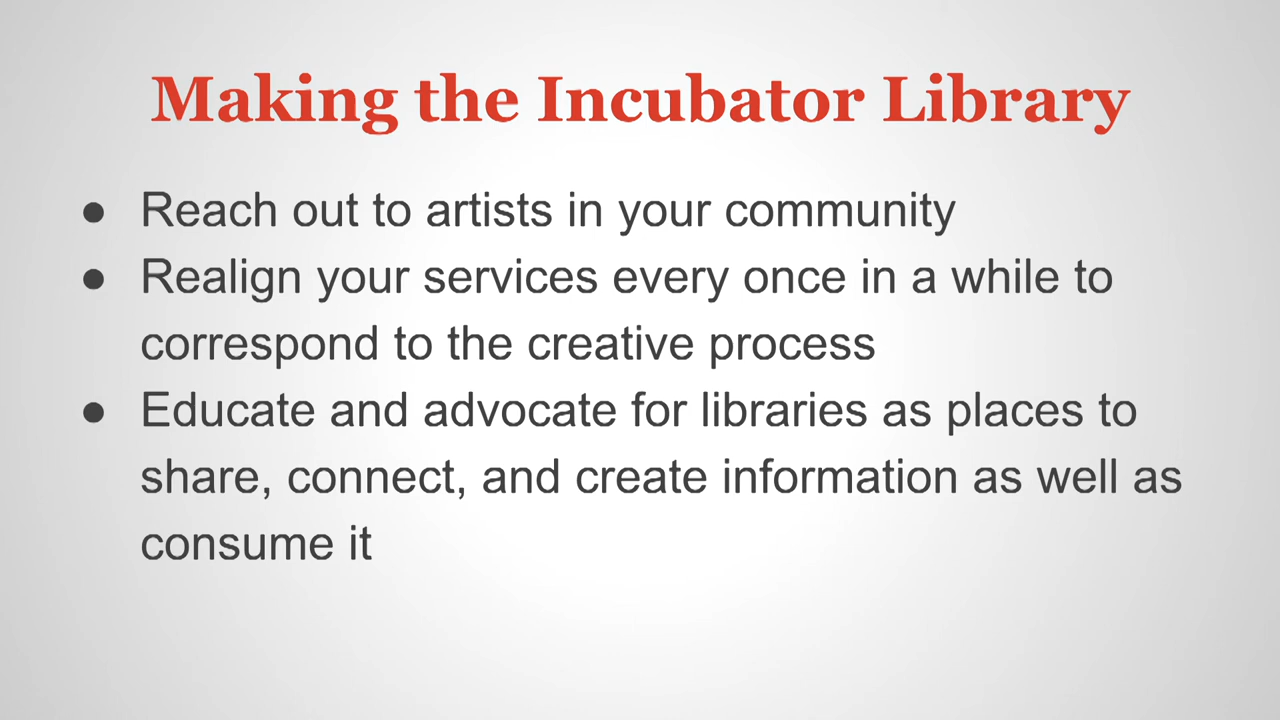 Making the Incubator Library
● Reach out to artists in your community
● Realign your services every once in a while to
correspond to the creative process
● Educate and advocate for libraries as places to
share, connect, and create information as well as
consume it